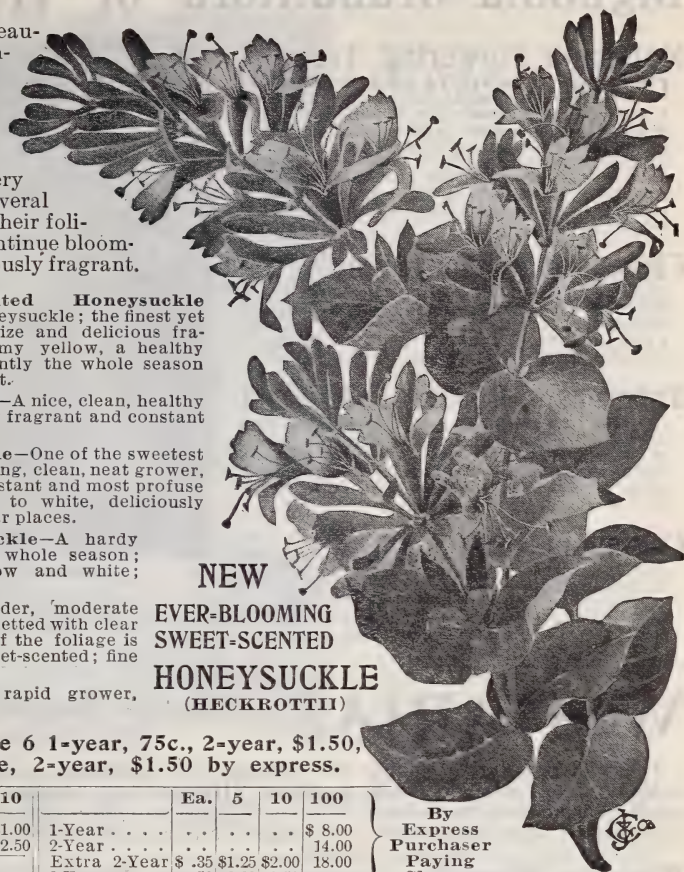 eau-
ery
veral
heir foli-
ntinue bloom-
usly fragrant.
ted Honeysuckle
eysuckle; the finest yet
ize and delicious fra-
my yellow, a healthy
ntly the whole season
t.
—A nice, clean, healthy
fragrant and constant
le—One of the sweetest
ng, clean, neat grower,
stant and most profuse
to white, deliciously
r places.
ckle—A hardy
whole season;
ow and white;
der, moderate
etted with clear
f the foliage is
et-scented; fine
rapid grower,
NEW
EVER=BLOOMING
SWEET=SCENTED
HONEYSUCKLE
(HECKROTTII)
e 6 1=year, 75c., 2=year, $1.50,
e, 2=year, $1.50 by express.
10 Ea. 5 10 100
1.00 1-Year . . . . . . . . . . $ 8.00
2.50 2-Year . . . . . . . . . . 14.00
Extra 2-Year $ .35 $1.25 $2.00 18.00
By
Express
Purchaser
Paying